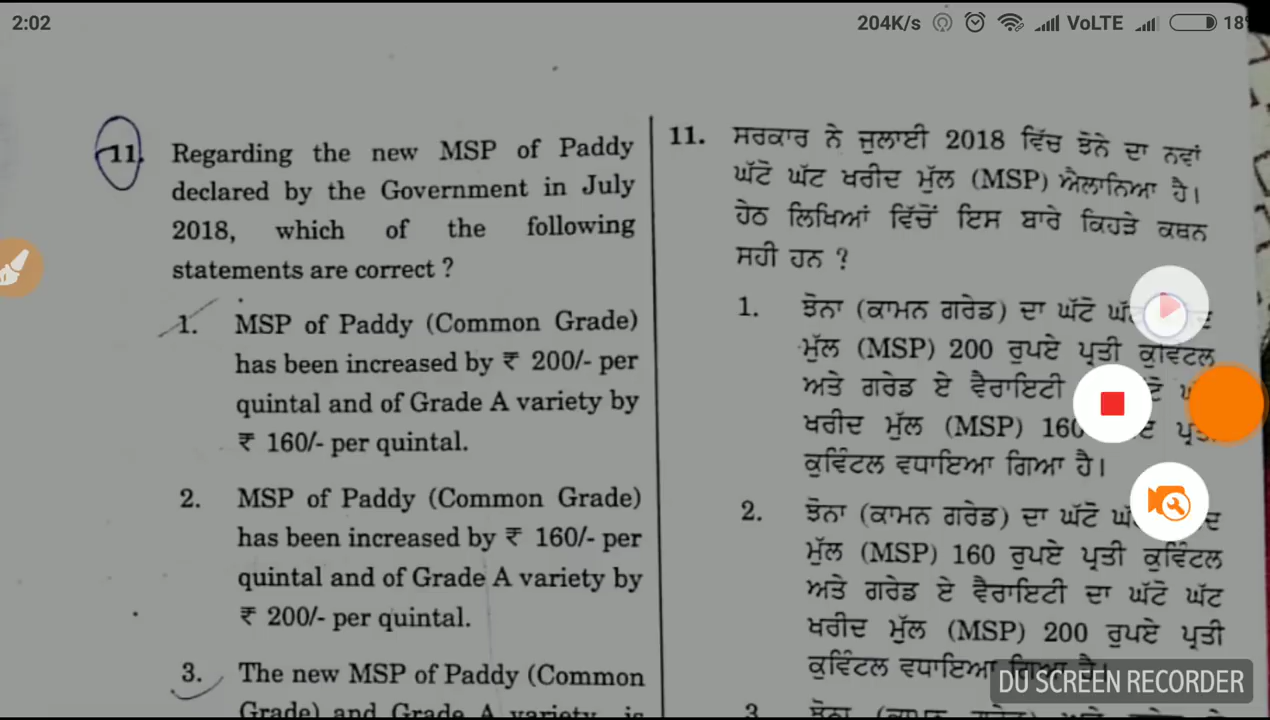 2:02
204K/s
VoLTE
18
11. Regarding the new MSP of Paddy
declared by the Government in July
2018, which of the following
statements are correct ?
1. MSP of Paddy (Common Grade)
has been increased by ₹ 200/- per
quintal and of Grade A variety by
₹ 160/- per quintal.
2. MSP of Paddy (Common Grade)
has been increased by ₹ 160/- per
quintal and of Grade A variety by
₹ 200/- per quintal.
3. The new MSP of Paddy (Common
Grade) and Grade A variety is
11. ਸਰਕਾਰ ਨੇ ਜੁਲਾਈ 2018 ਵਿੱਚ ਝੋਨੇ ਦਾ ਨਵਾਂ
ਘੱਟੋ ਘੱਟ ਖਰੀਦ ਮੁੱਲ (MSP) ਐਲਾਨਿਆ ਹੈ।
ਹੇਠ ਲਿਖਿਆਂ ਵਿੱਚੋਂ ਇਸ ਬਾਰੇ ਕਿਹੜੇ ਕਥਨ
ਸਹੀ ਹਨ ?
1. ਝੋਨਾ (ਕਾਮਨ ਗਰੇਡ) ਦਾ ਘੱਟੋ
ਮੁੱਲ (MSP) 200 ਰੁਪਏ ਪ੍ਰਤੀ ਕੁਵਿੰਟਲ
ਅਤੇ ਗਰੇਡ ਏ ਵੈਰਾਇਟੀ
ਖਰੀਦ ਮੁੱਲ (MSP) 160
ਕੁਵਿੰਟਲ ਵਧਾਇਆ ਗਿਆ ਹੈ।
2. ਝੋਨਾ (ਕਾਮਨ ਗਰੇਡ) ਦਾ ਘੱਟੋ
ਮੁੱਲ (MSP) 160 ਰੁਪਏ ਪ੍ਰਤੀ ਕੁਵਿੰਟਲ
ਅਤੇ ਗਰੇਡ ਏ ਵੈਰਾਇਟੀ ਦਾ ਘੱਟੋ ਘੱਟ
ਖਰੀਦ ਮੁੱਲ (MSP) 200 ਰੁਪਏ ਪ੍ਰਤੀ
ਕੁਵਿੰਟਲ ਵਧਾਇਆ ਗਿਆ ਹੈ।
3
DU SCREEN RECORDER